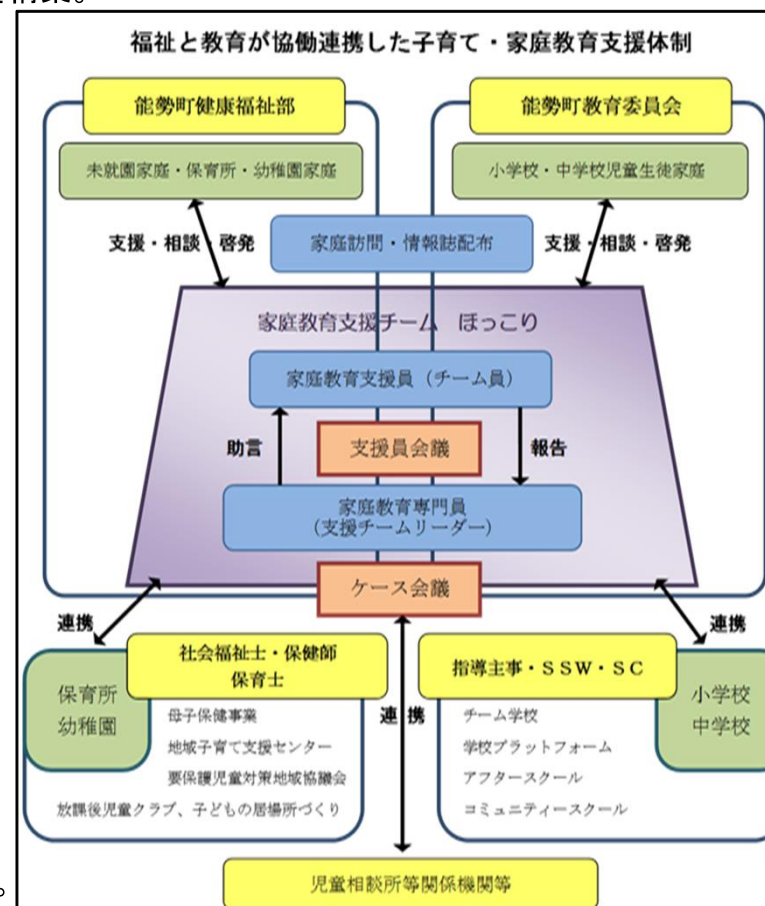 構築。
福祉と教育が協働連携した子育て・家庭教育支援体制
能勢町健康福祉部
能勢町教育委員会
未就園家庭・保育所・幼稚園家庭
小学校・中学校児童生徒家庭
支援・相談・啓発
家庭訪問・情報誌配布
支援・相談・啓発
家庭教育支援チーム ほっこり
家庭教育支援員（チーム員）
助言
支援員会議
報告
家庭教育専門員
（支援チームリーダー）
ケース会議
連携
連携
社会福祉士・保健師
保育士
指導主事・ＳＳＷ・ＳＣ
保育所
幼稚園
小学校
中学校
母子保健事業
地域子育て支援センター
要保護児童対策地域協議会
放課後児童クラブ、子どもの居場所づくり
連携
チーム学校
学校プラットフォーム
アフタースクール
コミュニティースクール
児童相談所等関係機関等
。